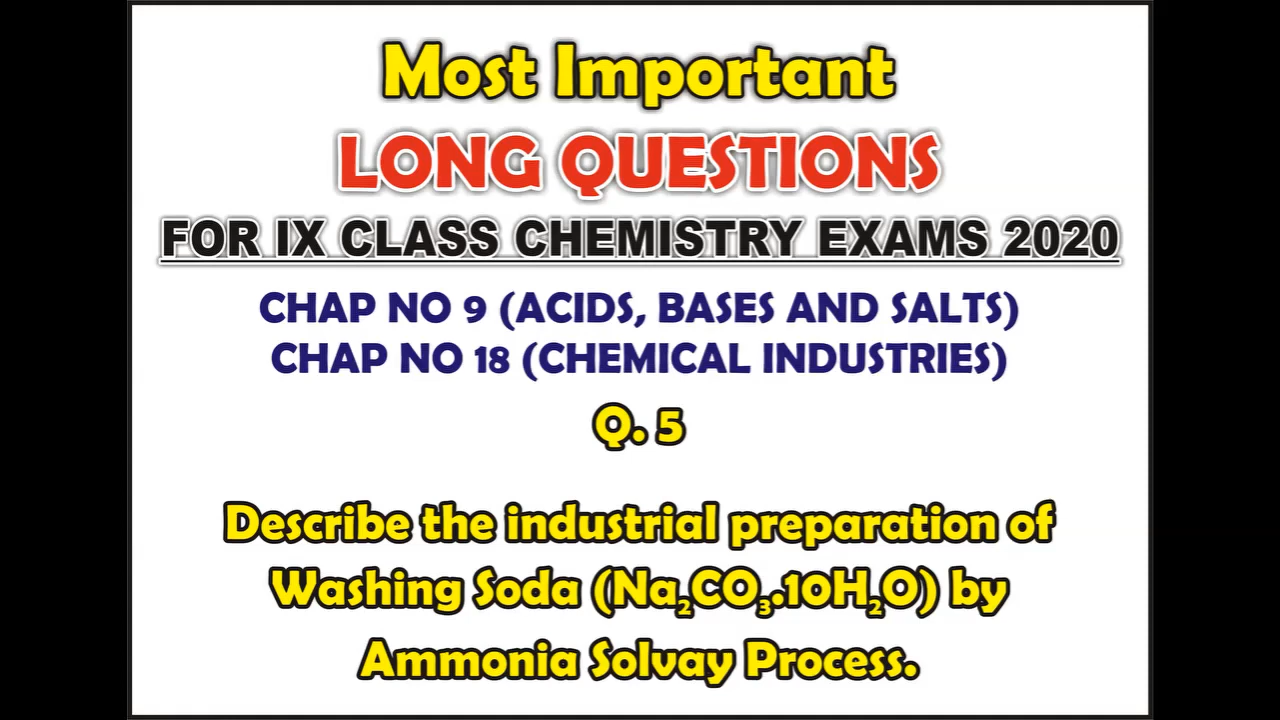 Most Important
LONG QUESTIONS
FOR IX CLASS CHEMISTRY EXAMS 2020
CHAP NO 9 (ACIDS, BASES AND SALTS)
CHAP NO 18 (CHEMICAL INDUSTRIES)
Q. 5
Describe the industrial preparation of
Washing Soda (Na₂CO₃.10H₂O) by
Ammonia Solvay Process.